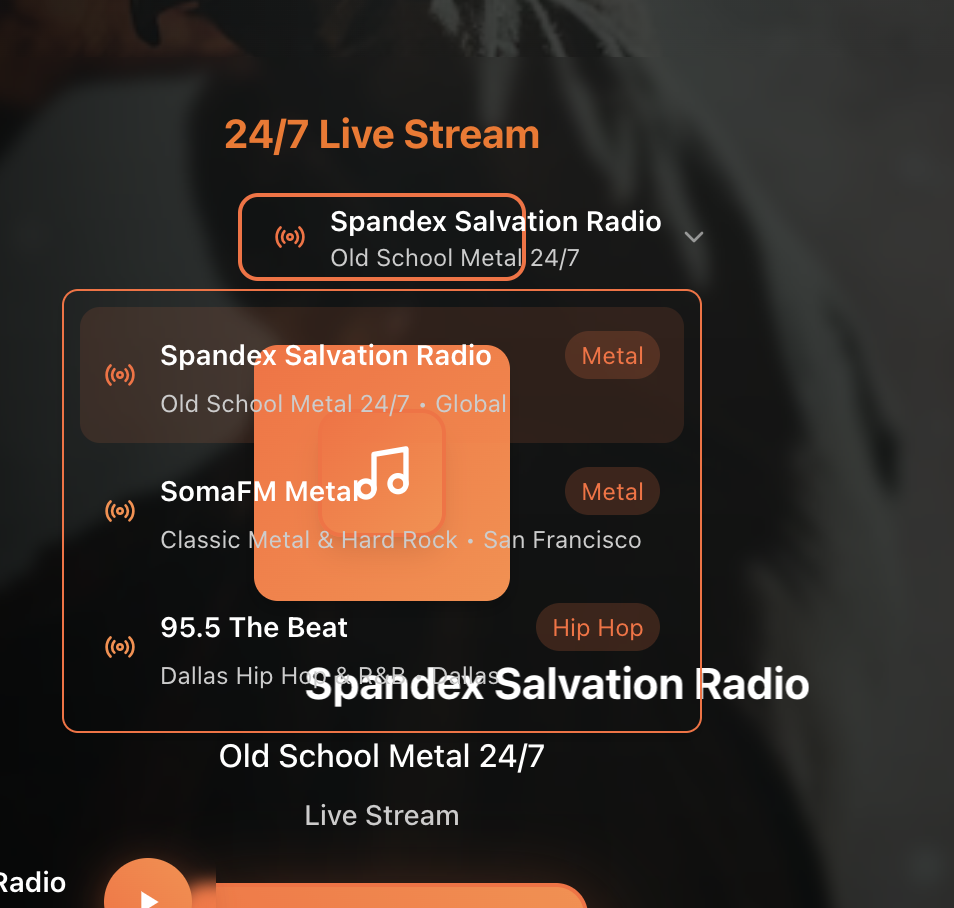 24/7 Live Stream
Spandex Salvation Radio
Old School Metal 24/7
Spandex Salvation Radio
Metal
Old School Metal 24/7 • Global
SomaFM Metal
Metal
Classic Metal & Hard Rock • San Francisco
95.5 The Beat
Hip Hop
Dallas Hip Hop & R&B • Dallas
Spandex Salvation Radio
Old School Metal 24/7
Live Stream
Radio